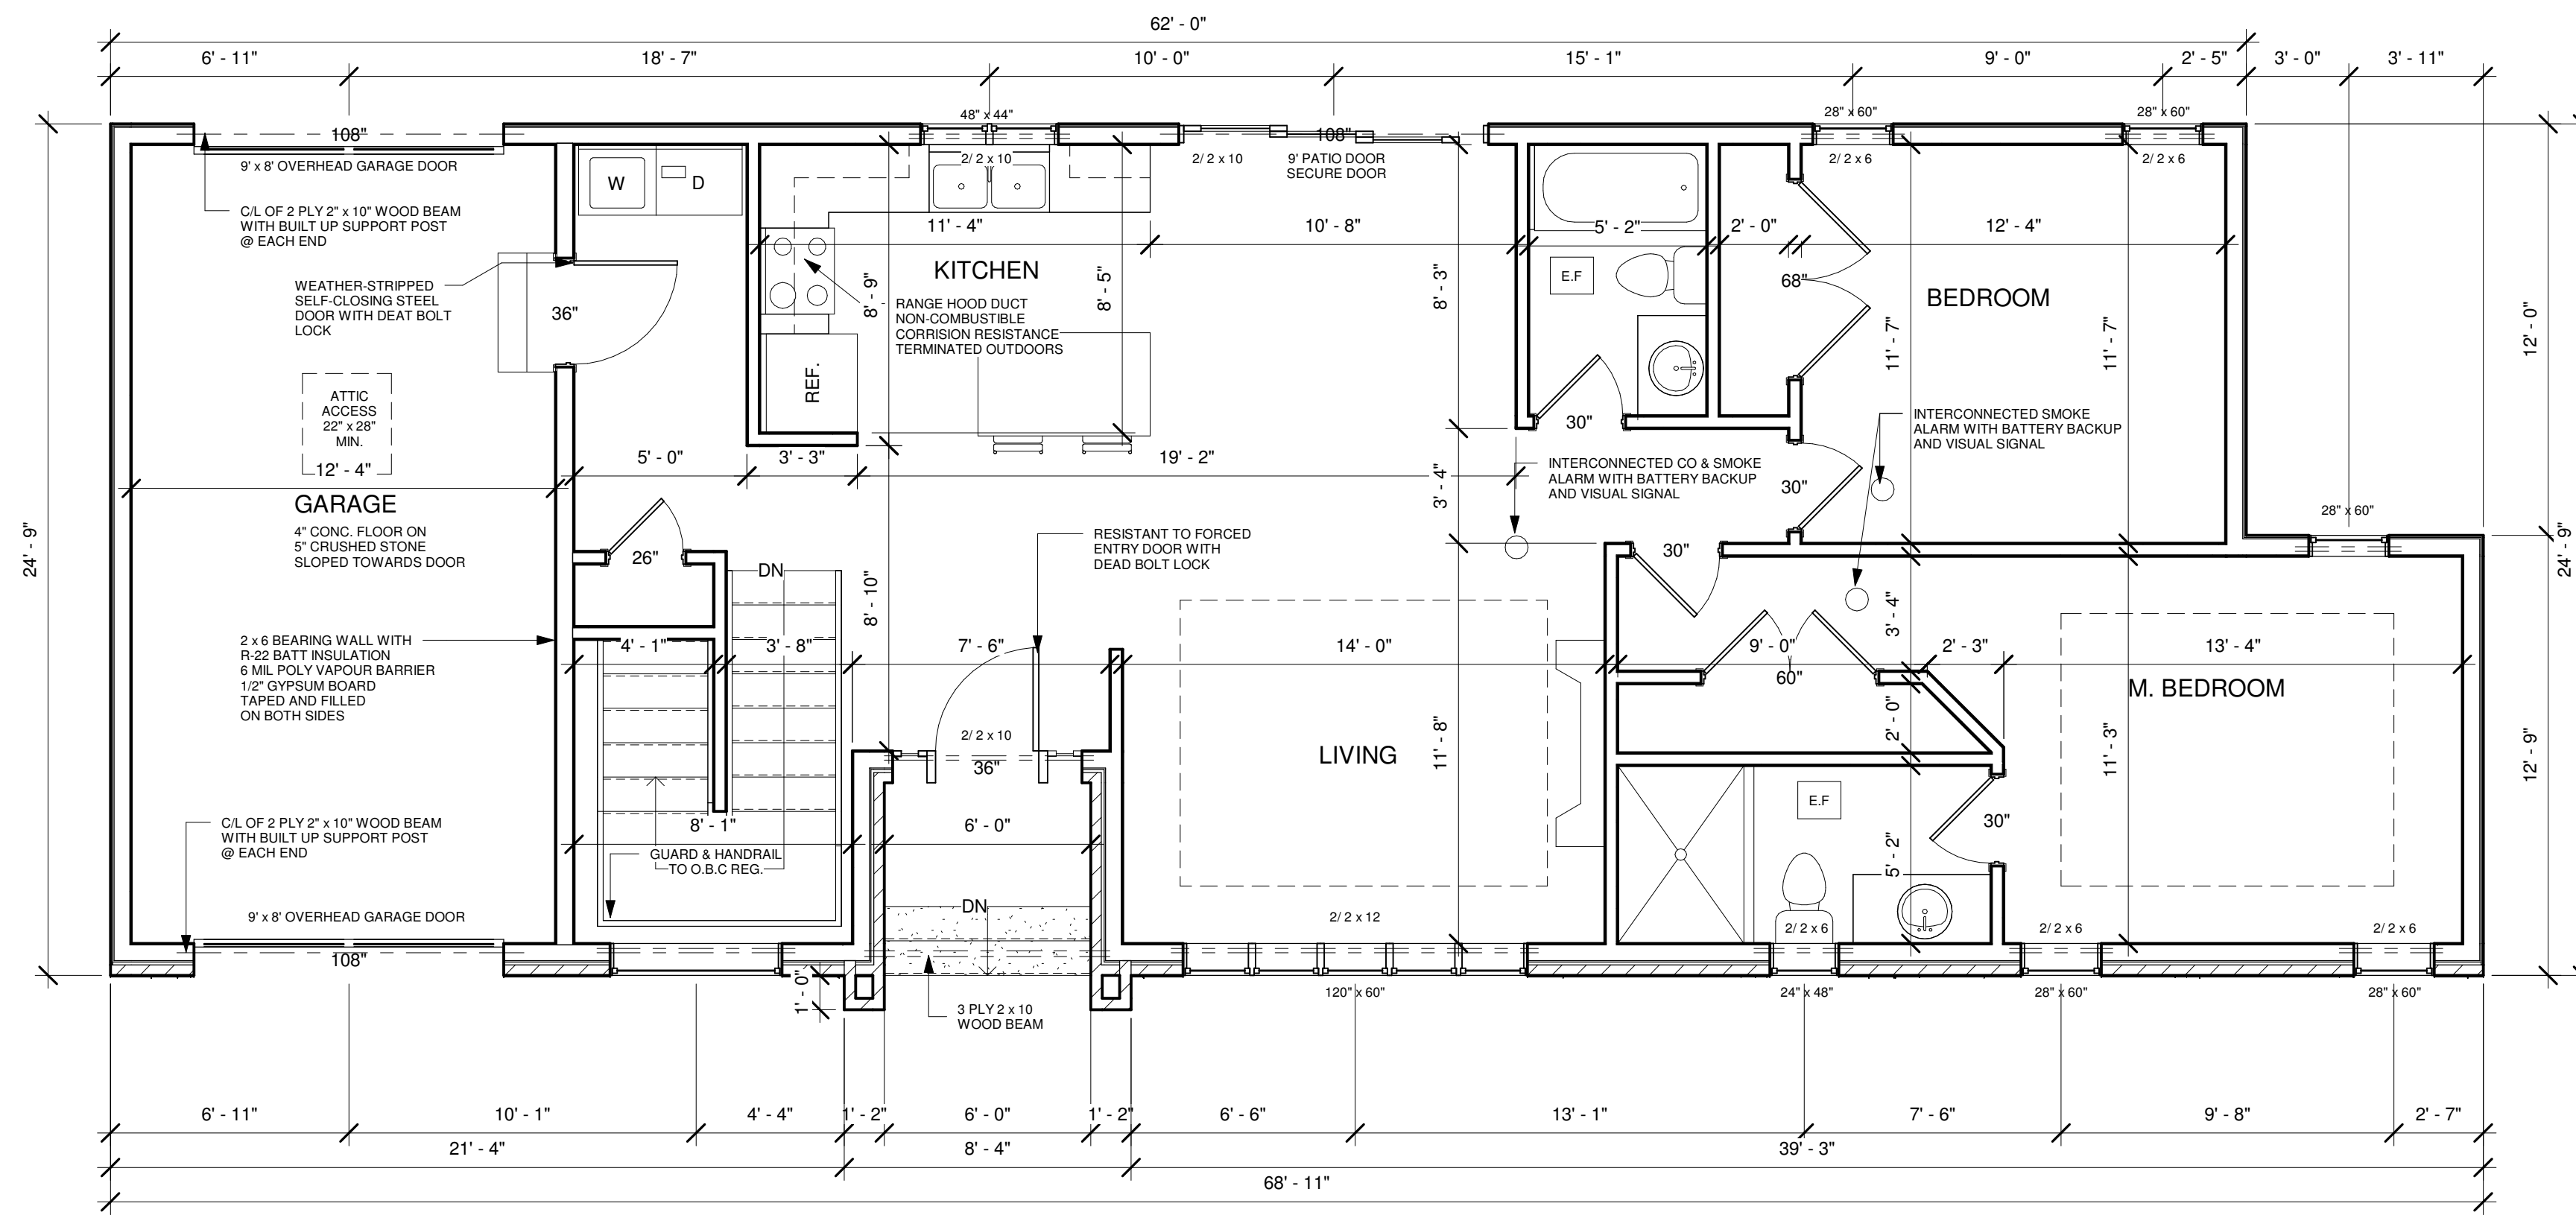 62' - 0"
6' - 11"
18' - 7"
10' - 0"
15' - 1"
9' - 0"
2' - 5"
3' - 0"
3' - 11"
108"
9' x 8' OVERHEAD GARAGE DOOR
C/L OF 2 PLY 2" x 10" WOOD BEAM
WITH BUILT UP SUPPORT POST
@ EACH END
WEATHER-STRIPPED
SELF-CLOSING STEEL
DOOR WITH DEAT BOLT
LOCK
36"
ATTIC
ACCESS
22" x 28"
MIN.
12' - 4"
GARAGE
4" CONC. FLOOR ON
5" CRUSHED STONE
SLOPED TOWARDS DOOR
24' - 9"
2 x 6 BEARING WALL WITH
R-22 BATT INSULATION
6 MIL POLY VAPOUR BARRIER
1/2" GYPSUM BOARD
TAPED AND FILLED
ON BOTH SIDES
C/L OF 2 PLY 2" x 10" WOOD BEAM
WITH BUILT UP SUPPORT POST
@ EACH END
9' x 8' OVERHEAD GARAGE DOOR
108"
W
D
48" x 44"
2/ 2 x 10
11' - 4"
KITCHEN
8' - 9"
8' - 5"
RANGE HOOD DUCT
NON-COMBUSTIBLE
CORRISION RESISTANCE
TERMINATED OUTDOORS
REF.
5' - 0"
3' - 3"
19' - 2"
2/ 2 x 10
108"
9' PATIO DOOR
SECURE DOOR
10' - 8"
8' - 3"
3' - 4"
5' - 2"
E.F
30"
2' - 0"
68"
28" x 60"
2/ 2 x 6
28" x 60"
2/ 2 x 6
12' - 4"
BEDROOM
11' - 7"
11' - 7"
INTERCONNECTED SMOKE
ALARM WITH BATTERY BACKUP
AND VISUAL SIGNAL
INTERCONNECTED CO & SMOKE
ALARM WITH BATTERY BACKUP
AND VISUAL SIGNAL
30"
30"
28" x 60"
12' - 0"
24' - 9"
12' - 9"
26"
DN
8' - 10"
RESISTANT TO FORCED
ENTRY DOOR WITH
DEAD BOLT LOCK
4' - 1"
3' - 8"
7' - 6"
14' - 0"
9' - 0"
60"
2' - 3"
13' - 4"
3' - 4"
M. BEDROOM
2' - 0"
11' - 3"
LIVING
11' - 8"
2/ 2 x 10
36"
8' - 1"
6' - 0"
GUARD & HANDRAIL
TO O.B.C REG.
DN
E.F
30"
5' - 2"
2/ 2 x 12
2/ 2 x 6
2/ 2 x 6
2/ 2 x 6
1' - 0"
3 PLY 2 x 10
WOOD BEAM
120" x 60"
24" x 48"
28" x 60"
28" x 60"
6' - 11"
10' - 1"
4' - 4"
1' - 2"
6' - 0"
1' - 2"
6' - 6"
13' - 1"
7' - 6"
9' - 8"
2' - 7"
21' - 4"
8' - 4"
39' - 3"
68' - 11"